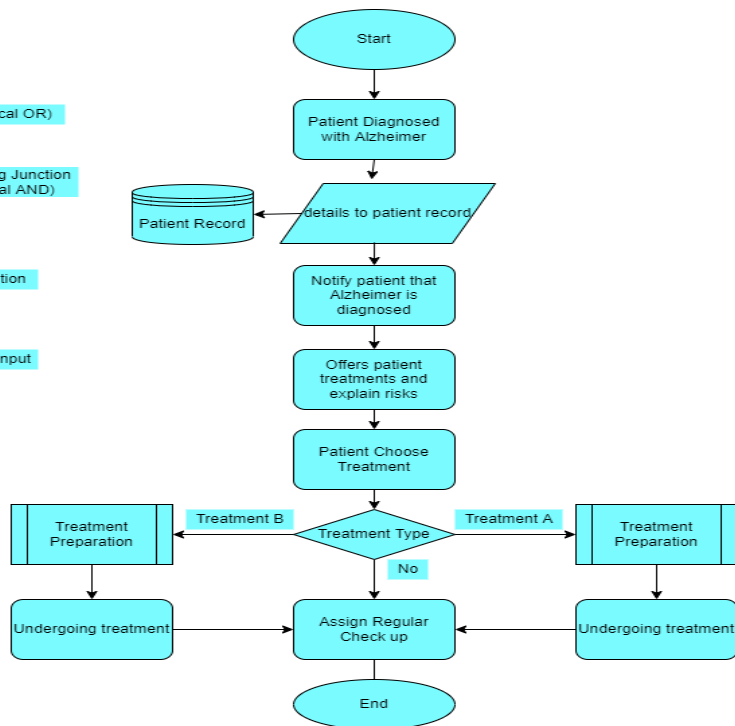 Start
cal OR)
Patient Diagnosed
with Alzheimer
g Junction
al AND)
Patient Record
details to patient record
tion
Notify patient that
Alzheimer is
diagnosed
nput
Offers patient
treatments and
explain risks
Patient Choose
Treatment
Treatment
Preparation
Treatment B
Treatment Type
Treatment A
Treatment
Preparation
No
Undergoing treatment
Assign Regular
Check up
Undergoing treatment
End